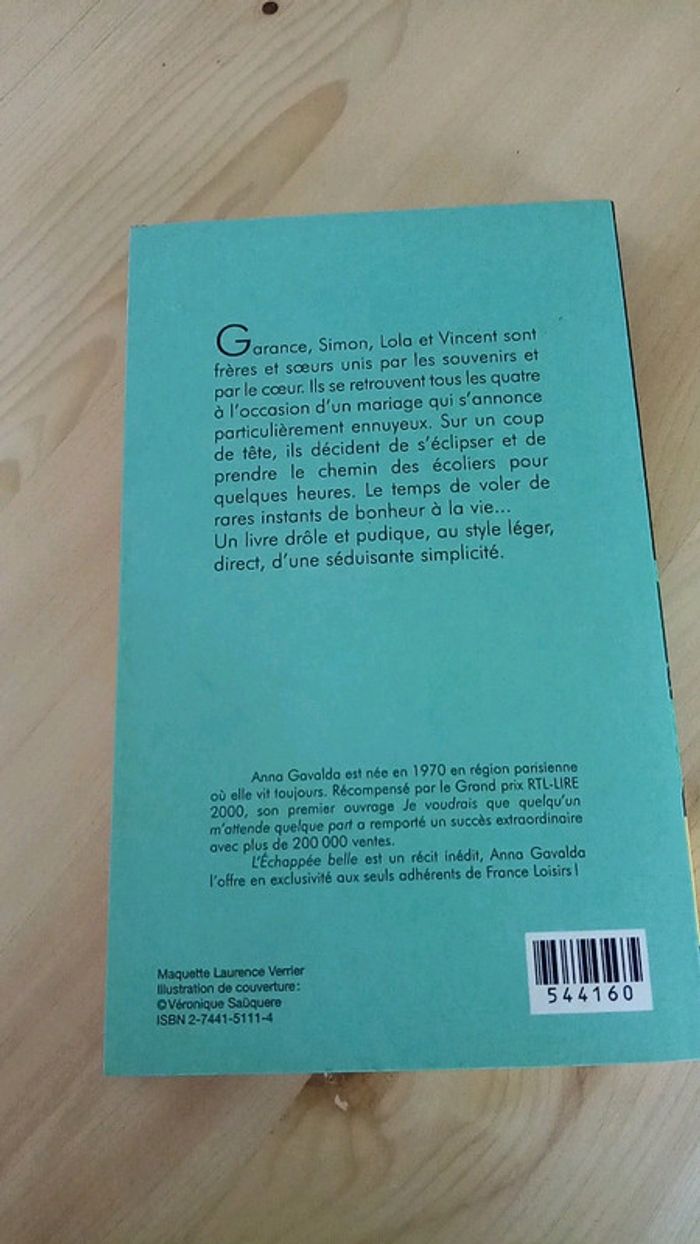 Garance, Simon, Lola et Vincent sont
frères et sœurs unis par les souvenirs et
par le cœur. Ils se retrouvent tous les quatre
à l'occasion d'un mariage qui s'annonce
particulièrement ennuyeux. Sur un coup
de tête, ils décident de s'éclipser et de
prendre le chemin des écoliers pour
quelques heures. Le temps de voler de
rares instants de bonheur à la vie...
Un livre drôle et pudique, au style léger,
direct, d'une séduisante simplicité.
Anna Gavalda est née en 1970 en région parisienne
où elle vit toujours. Récompensé par le Grand prix RTL-LIRE
2000, son premier ouvrage Je voudrais que quelqu'un
m'attende quelque part a remporté un succès extraordinaire
avec plus de 200 000 ventes.
L'Échappée belle est un récit inédit, Anna Gavalda
l'offre en exclusivité aux seuls adhérents de France Loisirs !
Maquette Laurence Verrier
Illustration de couverture :
© Véronique Saüquere
ISBN 2-7441-5111-4
544160